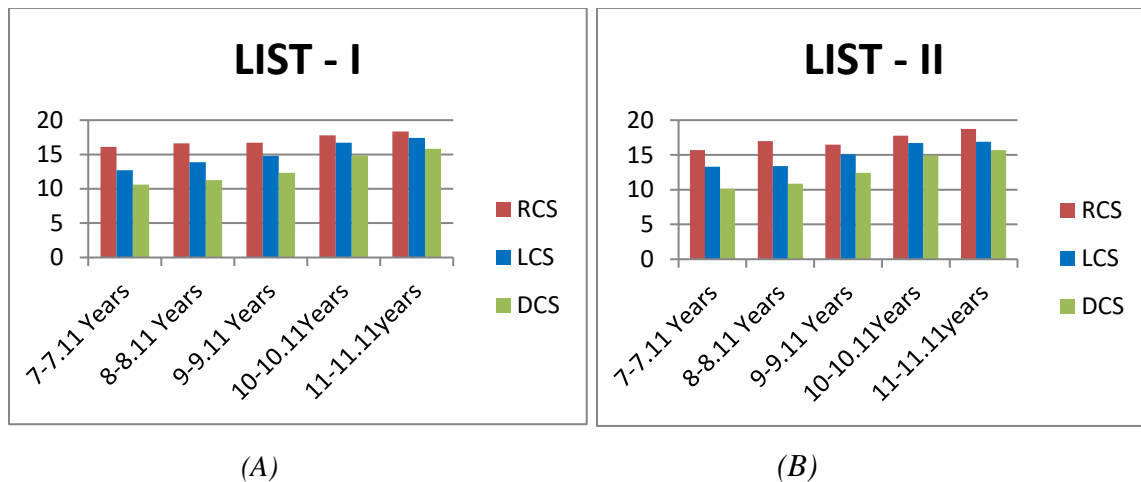 LIST - I
20
15
10
5
0
7-7.11 Years
8-8.11 Years
9-9.11 Years
10-10.11Years
11-11.11years
RCS
LCS
DCS
(A)
LIST - II
20
15
10
5
0
7-7.11 Years
8-8.11 Years
9-9.11 Years
10-10.11Years
11-11.11years
RCS
LCS
DCS
(B)